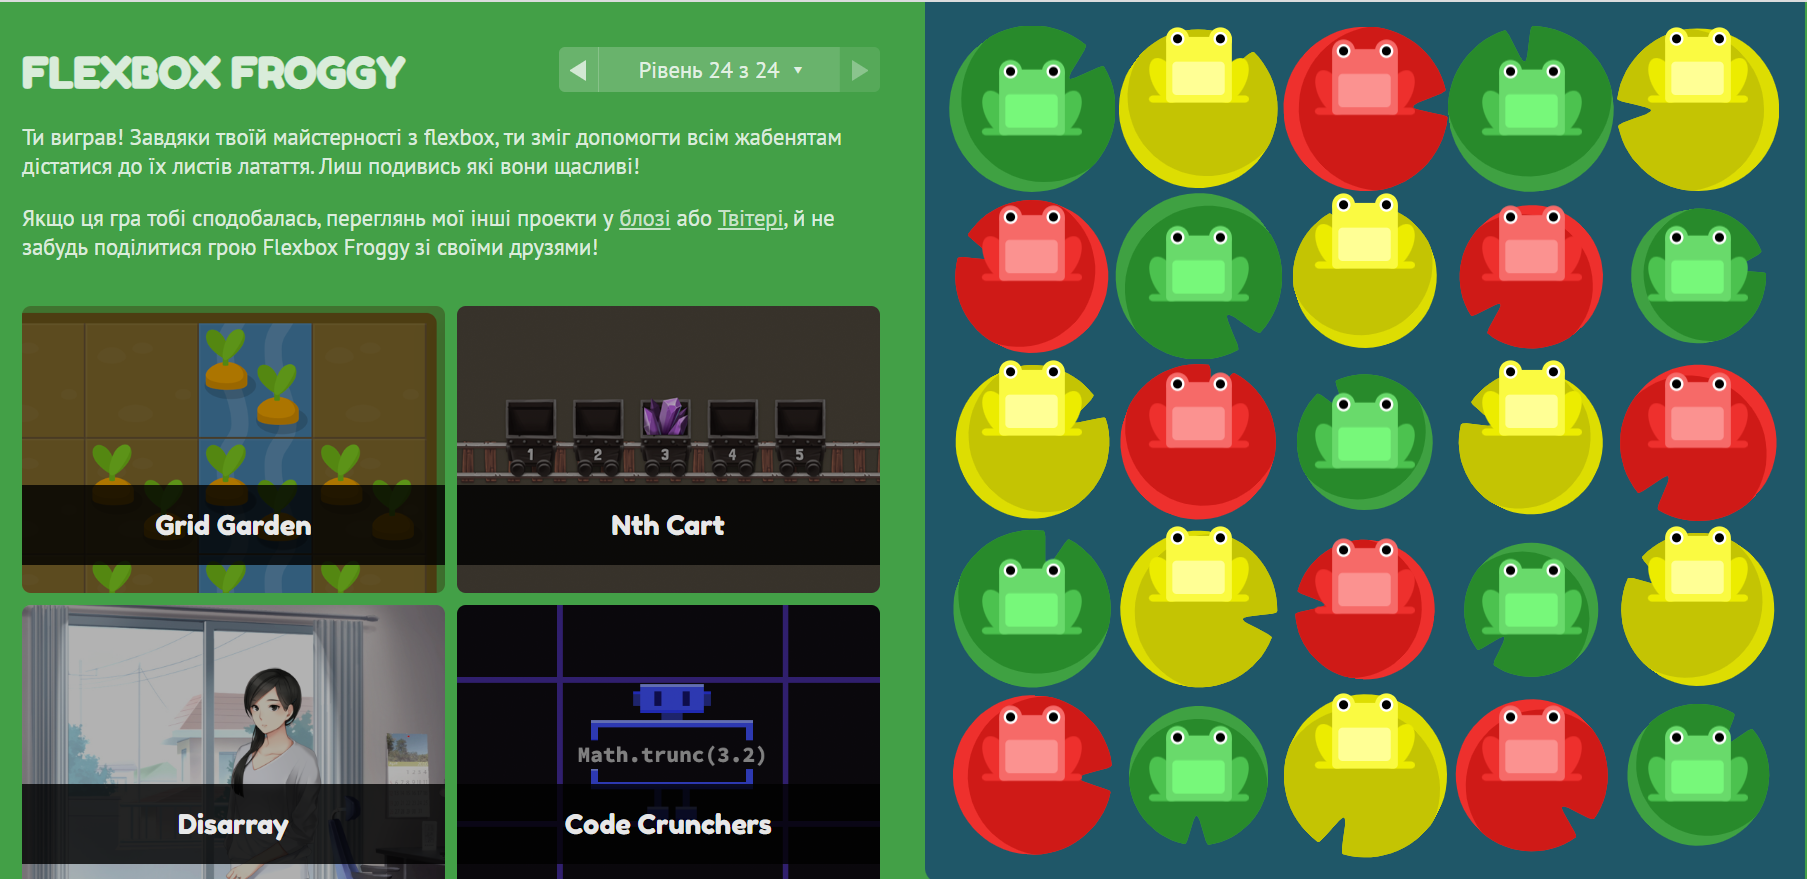 FLEXBOX FROGGY
Рівень 24 з 24
Ти виграв! Завдяки твоїй майстерності з flexbox, ти зміг допомогти всім жабенятам
дістатися до їх листів латаття. Лиш подивись які вони щасливі!
Якщо ця гра тобі сподобалась, переглянь мої інші проекти у блозі або Твітері, й не
забудь поділитися грою Flexbox Froggy зі своїми друзями!
Grid Garden
1 2 3 4 5
Nth Cart
Disarray
Math.trunc(3.2)
Code Crunchers